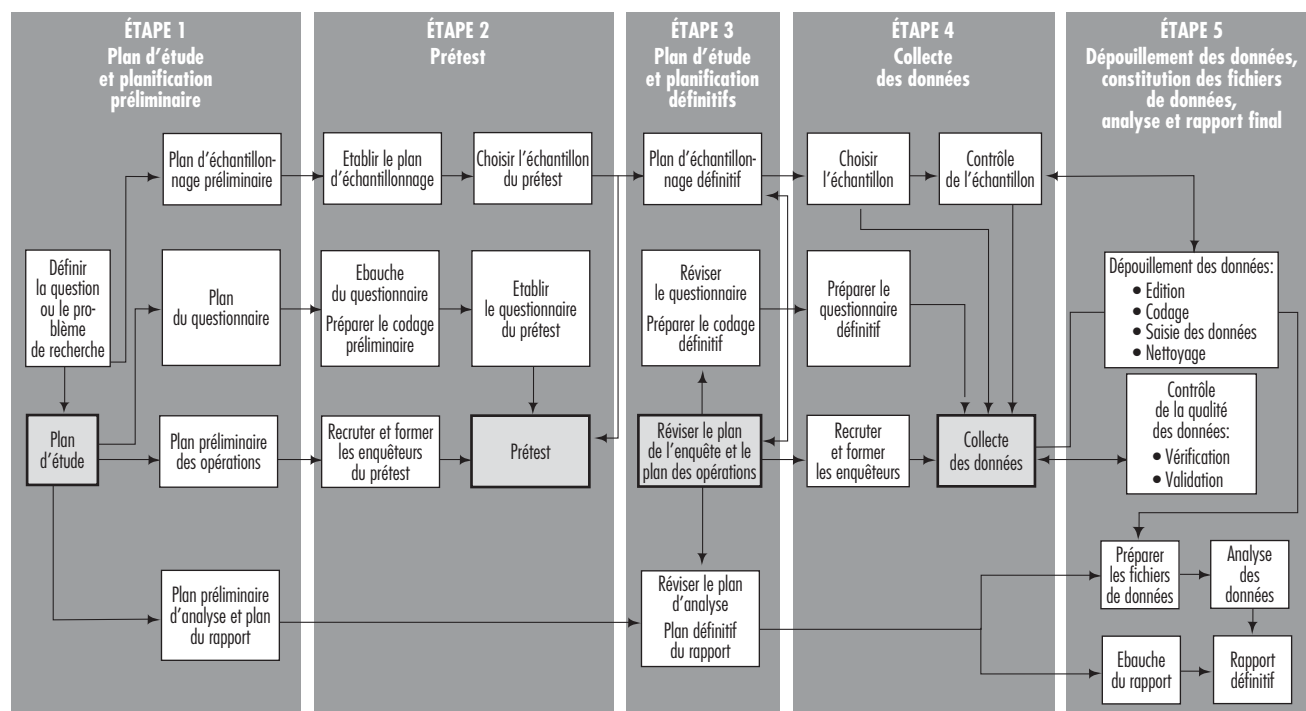 ÉTAPE 1
Plan d'étude
et planification
préliminaire
Plan d'échantillon-
nage préliminaire
Définir
la question
ou le pro-
blème
de recherche
Plan
du questionnaire
Plan
d'étude
Plan préliminaire
des opérations
Plan préliminaire
d'analyse et plan
du rapport
ÉTAPE 2
Prétest
Etablir le plan
d'échantillonnage
Choisir l'échantillon
du prétest
Ebauche
du questionnaire
Préparer le codage
préliminaire
Etablir
le questionnaire
du prétest
Recruter et former
les enquêteurs
du prétest
Prétest
ÉTAPE 3
Plan d'étude
et planification
définitifs
Plan d'échantillon-
nage définitif
Réviser
le questionnaire
Préparer le codage
définitif
Réviser le plan
de l'enquête et le
plan des opérations
Réviser le plan
d'analyse
Plan définitif
du rapport
ÉTAPE 4
Collecte
des données
Choisir
l'échantillon
Contrôle
de l'échantillon
Préparer le
questionnaire
définitif
Recruter
et former
les enquêteurs
Collecte
des données
ÉTAPE 5
Dépouillement des données,
constitution des fichiers
de données,
analyse et rapport final
Dépouillement des données:
• Edition
• Codage
• Saisie des données
• Nettoyage
Contrôle
de la qualité
des données:
• Vérification
• Validation
Préparer
les fichiers
de données
Analyse
des
données
Ebauche
du rapport
Rapport
définitif